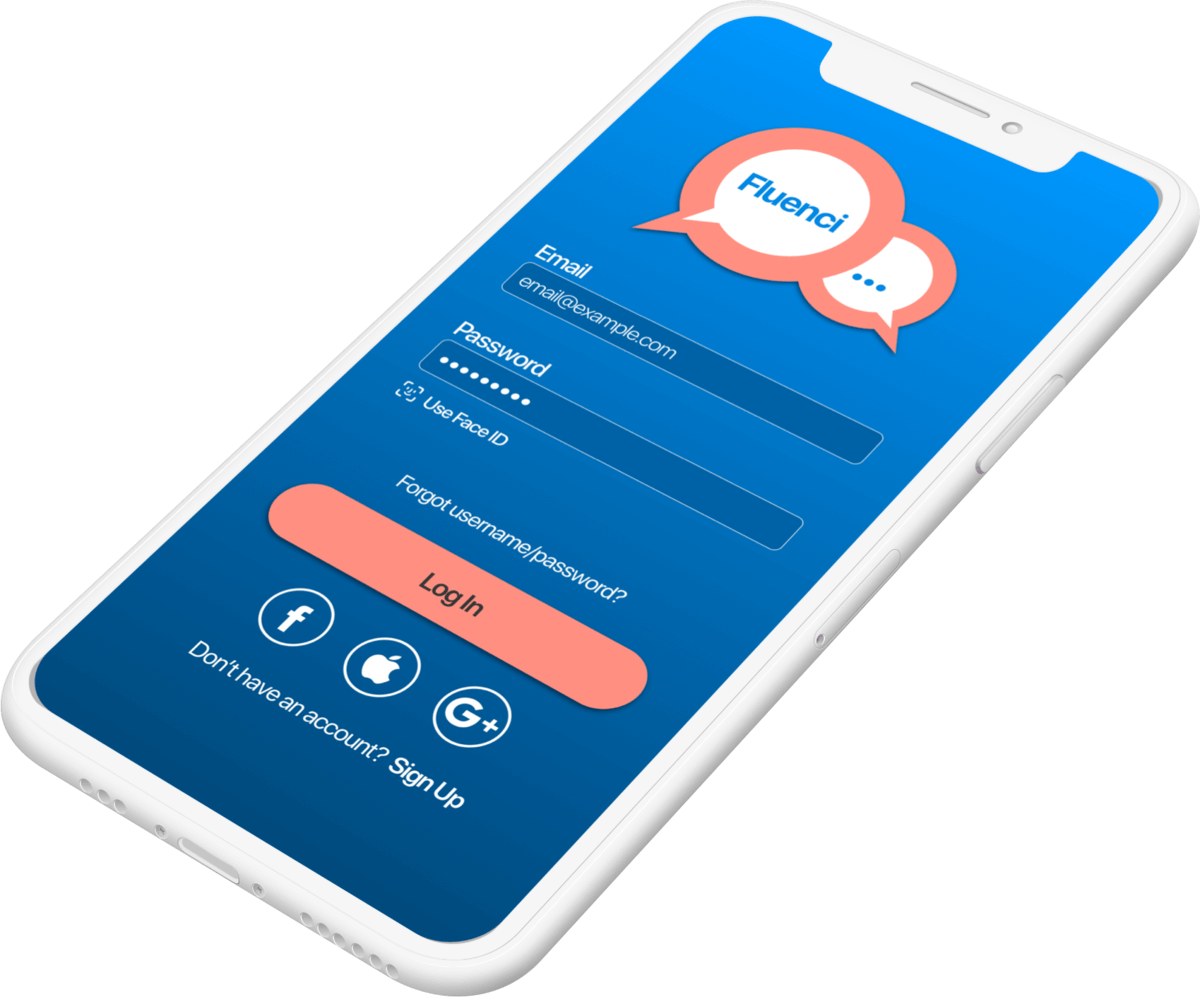 Fluenci
Email
email@example.com
Password
•••••••••
Use Face ID
Forgot username/password?
Log In
Don't have an account? Sign Up